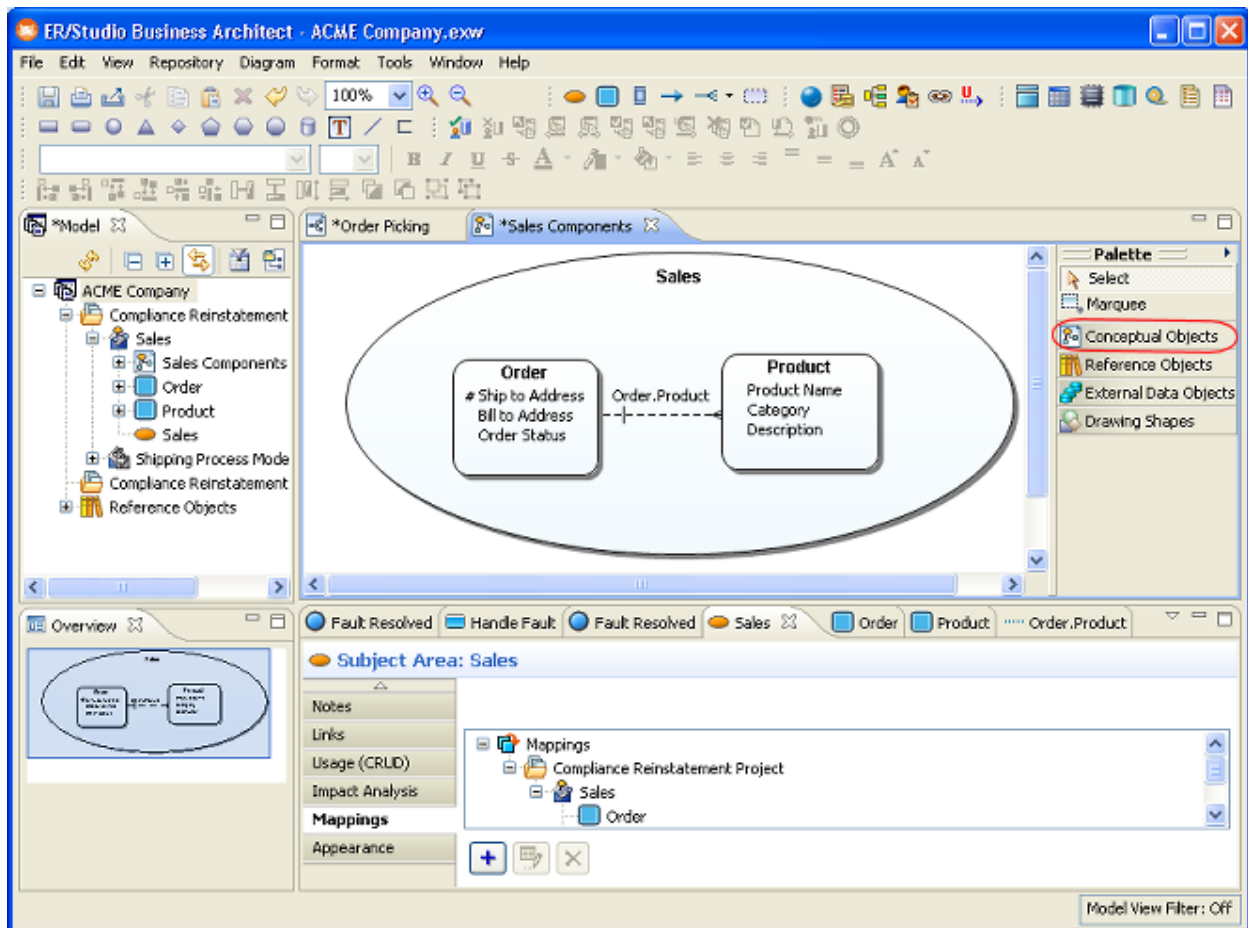 ER/Studio Business Architect - ACME Company.exw
File Edit View Repository Diagram Format Tools Window Help
100%
T
B I U S A A A
*Model
*Order Picking
*Sales Components
ACME Company
Compliance Reinstatement
Sales
Sales Components
Order
Product
Sales
Shipping Process Mode
Compliance Reinstatement
Reference Objects
Sales
Order
# Ship to Address
Bill to Address
Order Status
Order.Product
Product
Product Name
Category
Description
Palette
Select
Marquee
Conceptual Objects
Reference Objects
External Data Objects
Drawing Shapes
Overview
Fault Resolved Handle Fault Fault Resolved Sales Order Product Order.Product
Subject Area: Sales
Notes
Links
Usage (CRUD)
Impact Analysis
Mappings
Appearance
Mappings
Compliance Reinstatement Project
Sales
Order
Model View Filter: Off